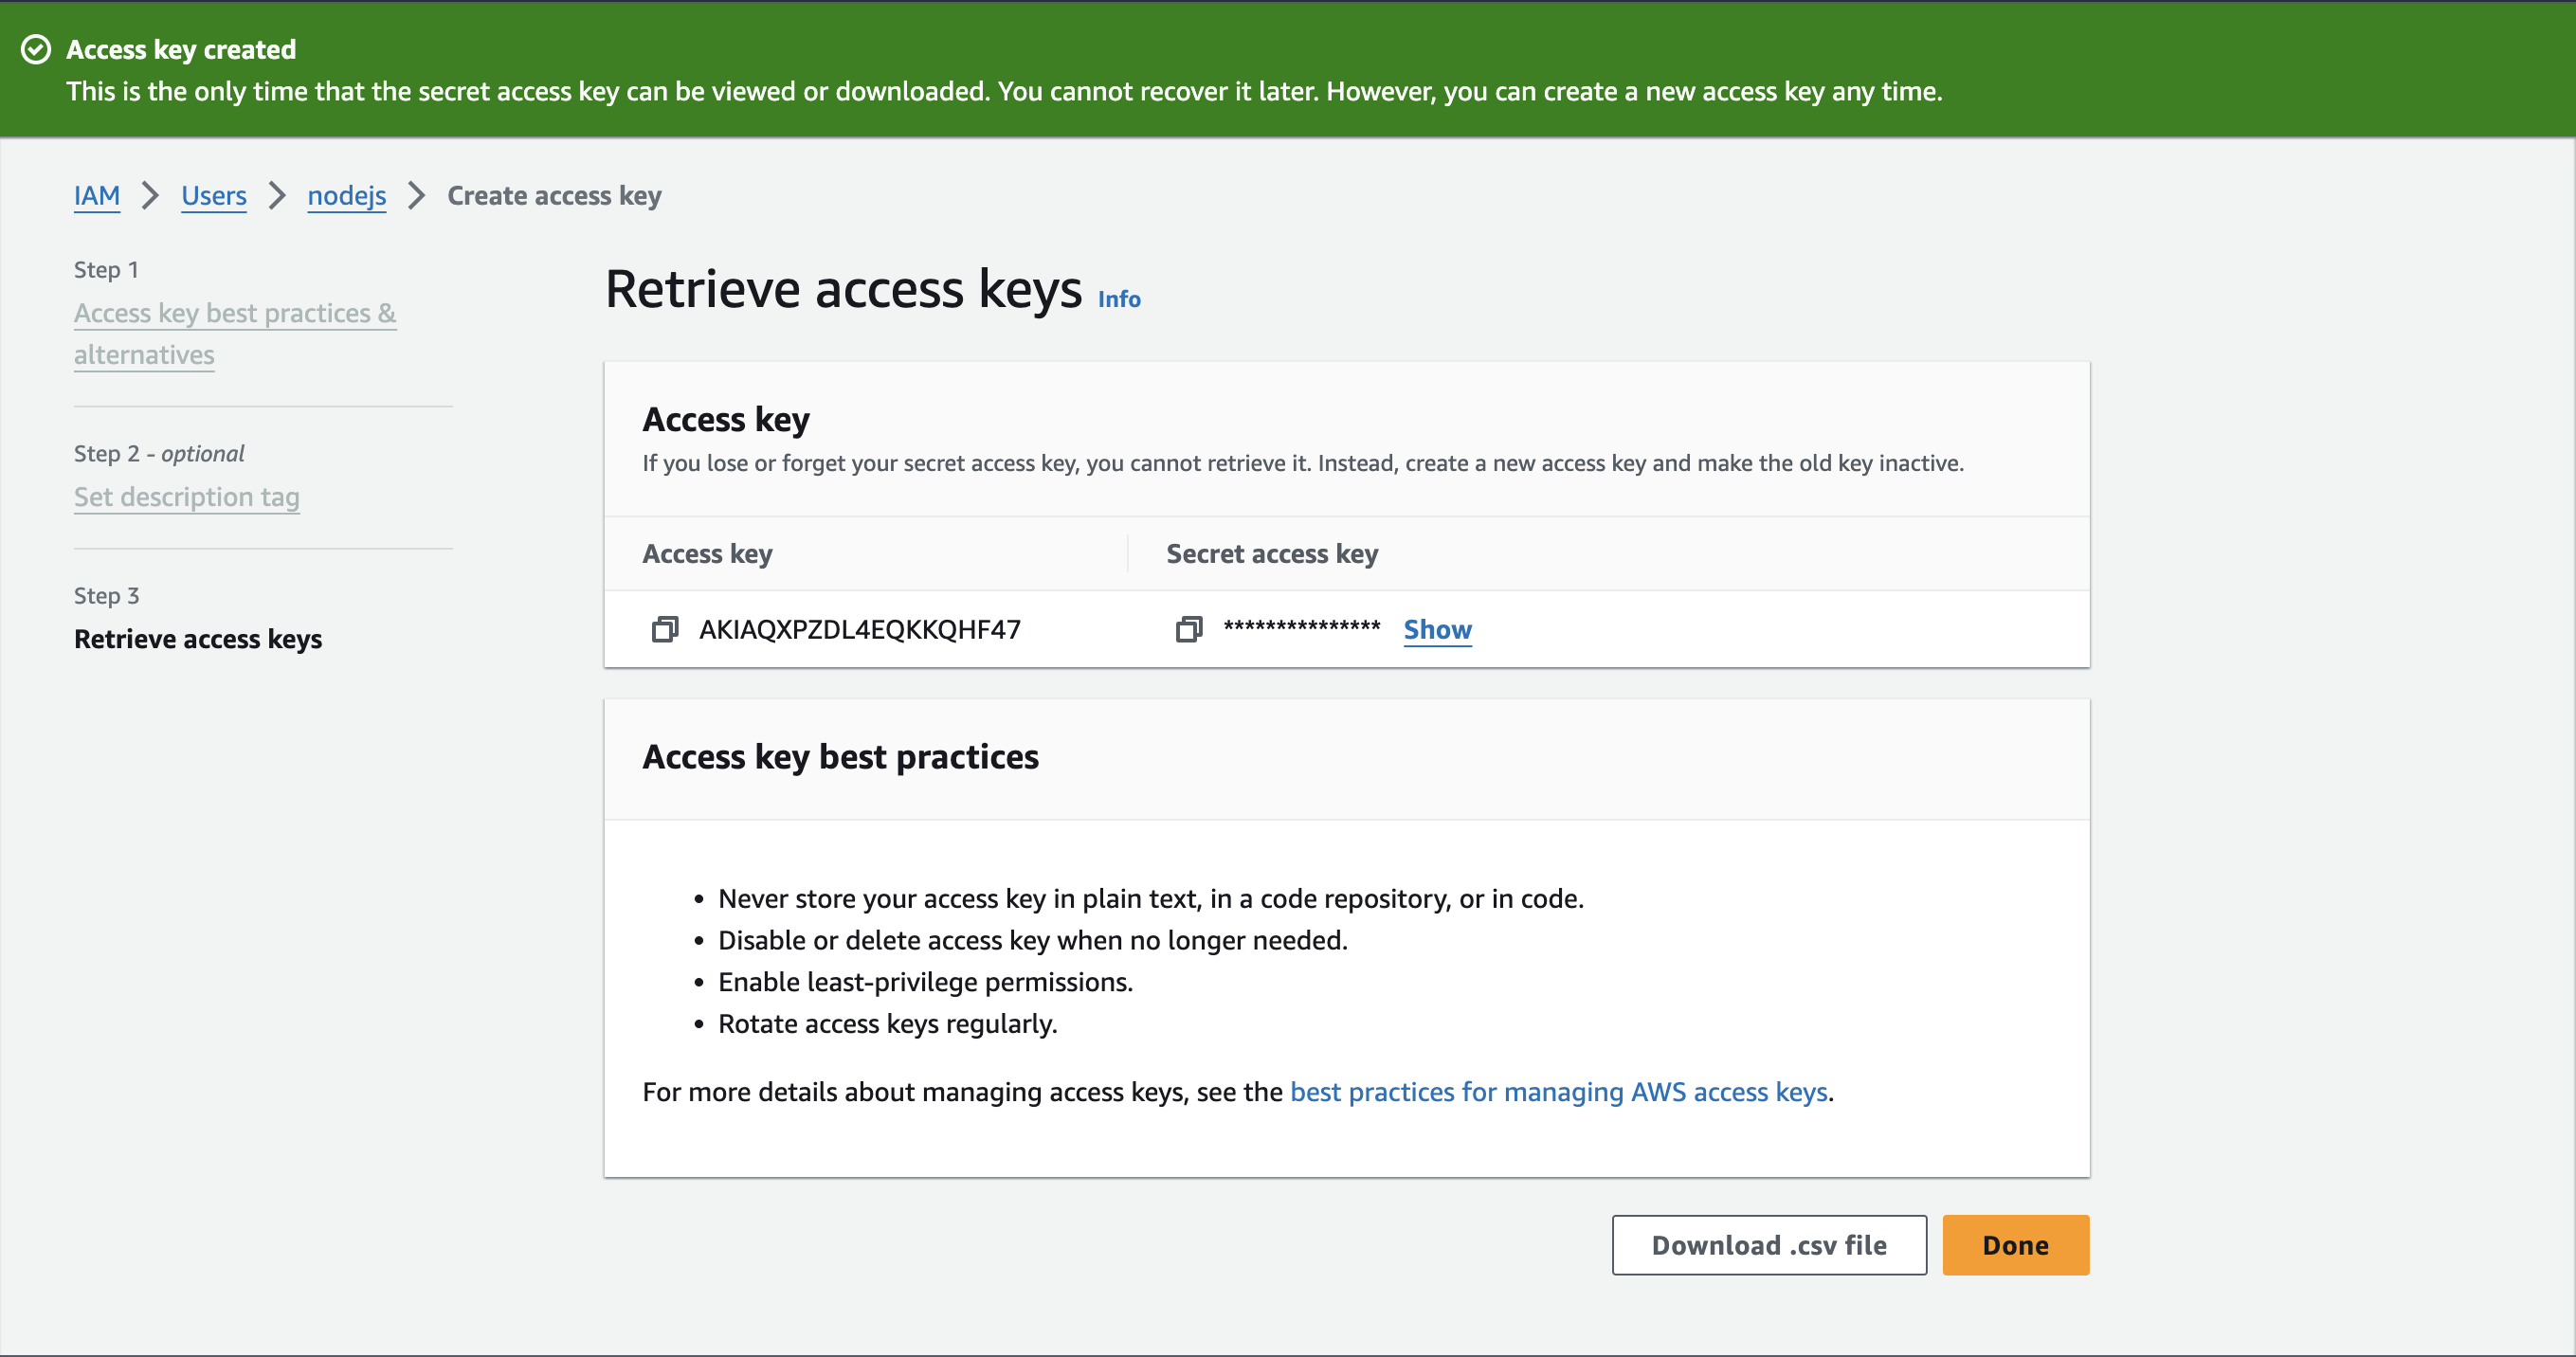 Access key created
This is the only time that the secret access key can be viewed or downloaded. You cannot recover it later. However, you can create a new access key any time.
IAM > Users > nodejs > Create access key
Step 1
Access key best practices &
alternatives
Step 2 - optional
Set description tag
Step 3
Retrieve access keys
Retrieve access keys Info
Access key
If you lose or forget your secret access key, you cannot retrieve it. Instead, create a new access key and make the old key inactive.
Access key Secret access key
AKIAQXPZDL4EQKKQHF47 *************** Show
Access key best practices
• Never store your access key in plain text, in a code repository, or in code.
• Disable or delete access key when no longer needed.
• Enable least-privilege permissions.
• Rotate access keys regularly.
For more details about managing access keys, see the best practices for managing AWS access keys.
Download .csv file Done